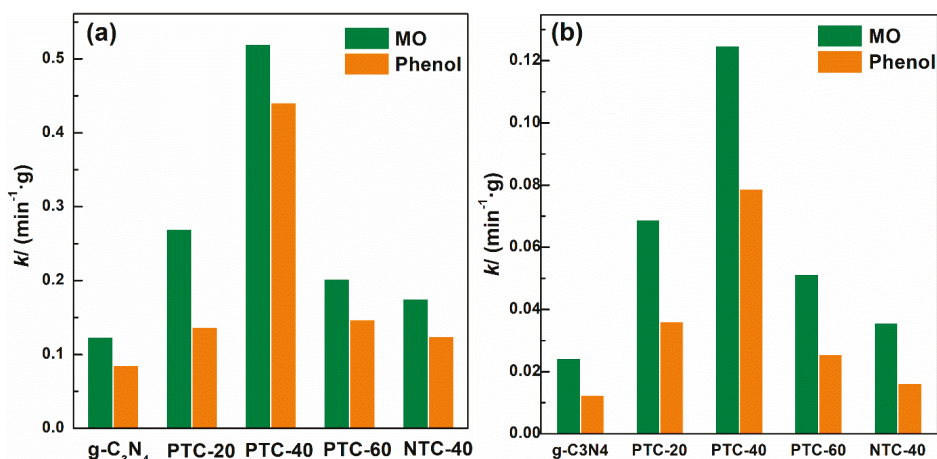 (a)
MO
Phenol
k/ (min⁻¹·g)
0.5
0.4
0.3
0.2
0.1
0.0
g-C₃N₄ PTC-20 PTC-40 PTC-60 NTC-40
(b)
MO
Phenol
k/ (min⁻¹·g)
0.12
0.10
0.08
0.06
0.04
0.02
0.00
g-C3N4 PTC-20 PTC-40 PTC-60 NTC-40